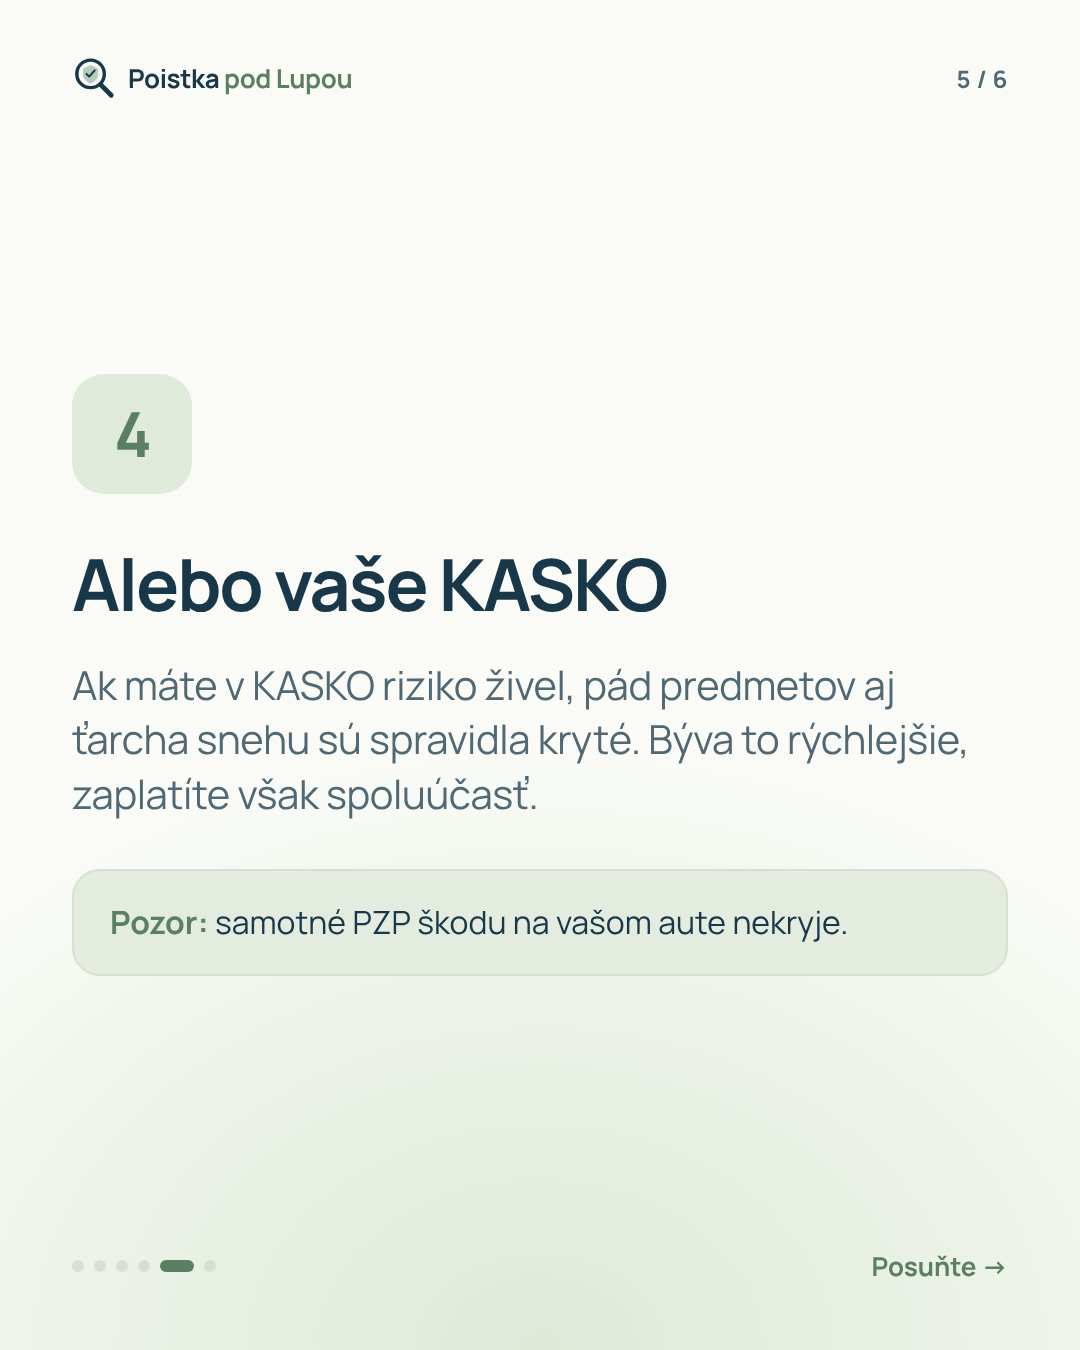 Poistka pod Lupou
5 / 6
4
Alebo vaše KASKO
Ak máte v KASKO riziko živel, pád predmetov aj
ťarcha snehu sú spravidla kryté. Býva to rýchlejšie,
zaplatíte však spoluúčasť.
Pozor: samotné PZP škodu na vašom aute nekryje.
Posuňte →